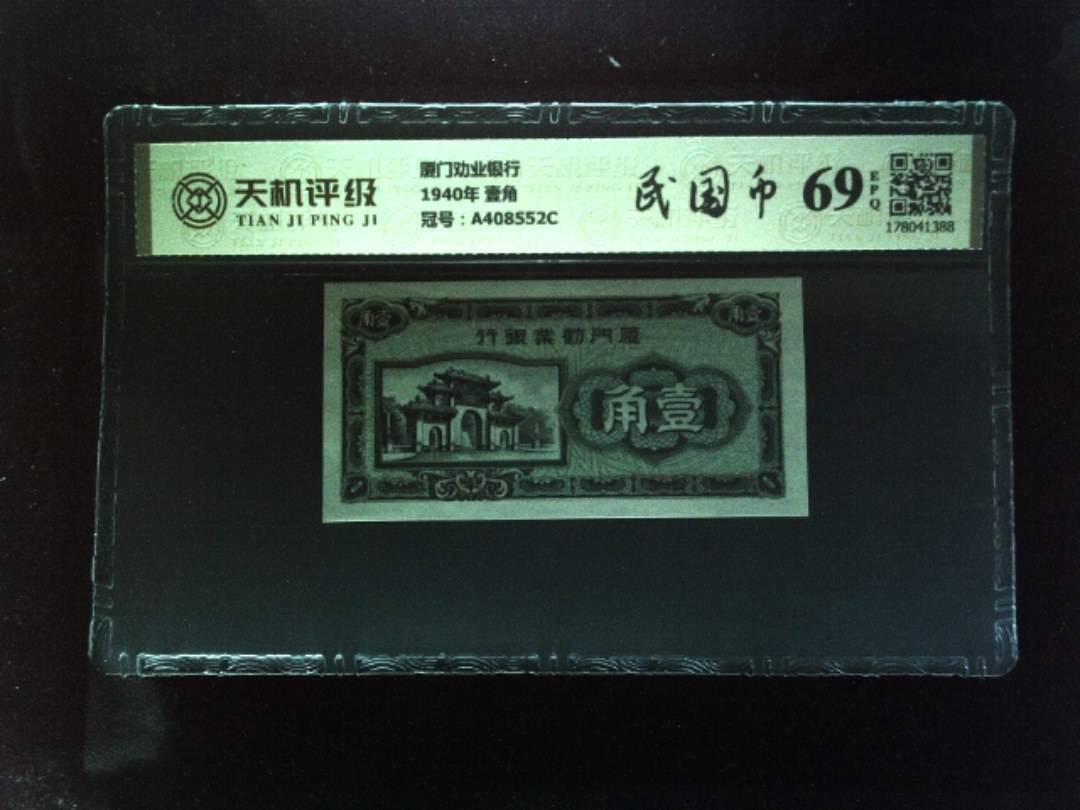 天机评级
TIAN JI PING JI
厦门劝业银行
1940年 壹角
冠号：A408552C
民国币
69
EPQ
178041388
壹角
壹角
行銀業勸門厦
角壹